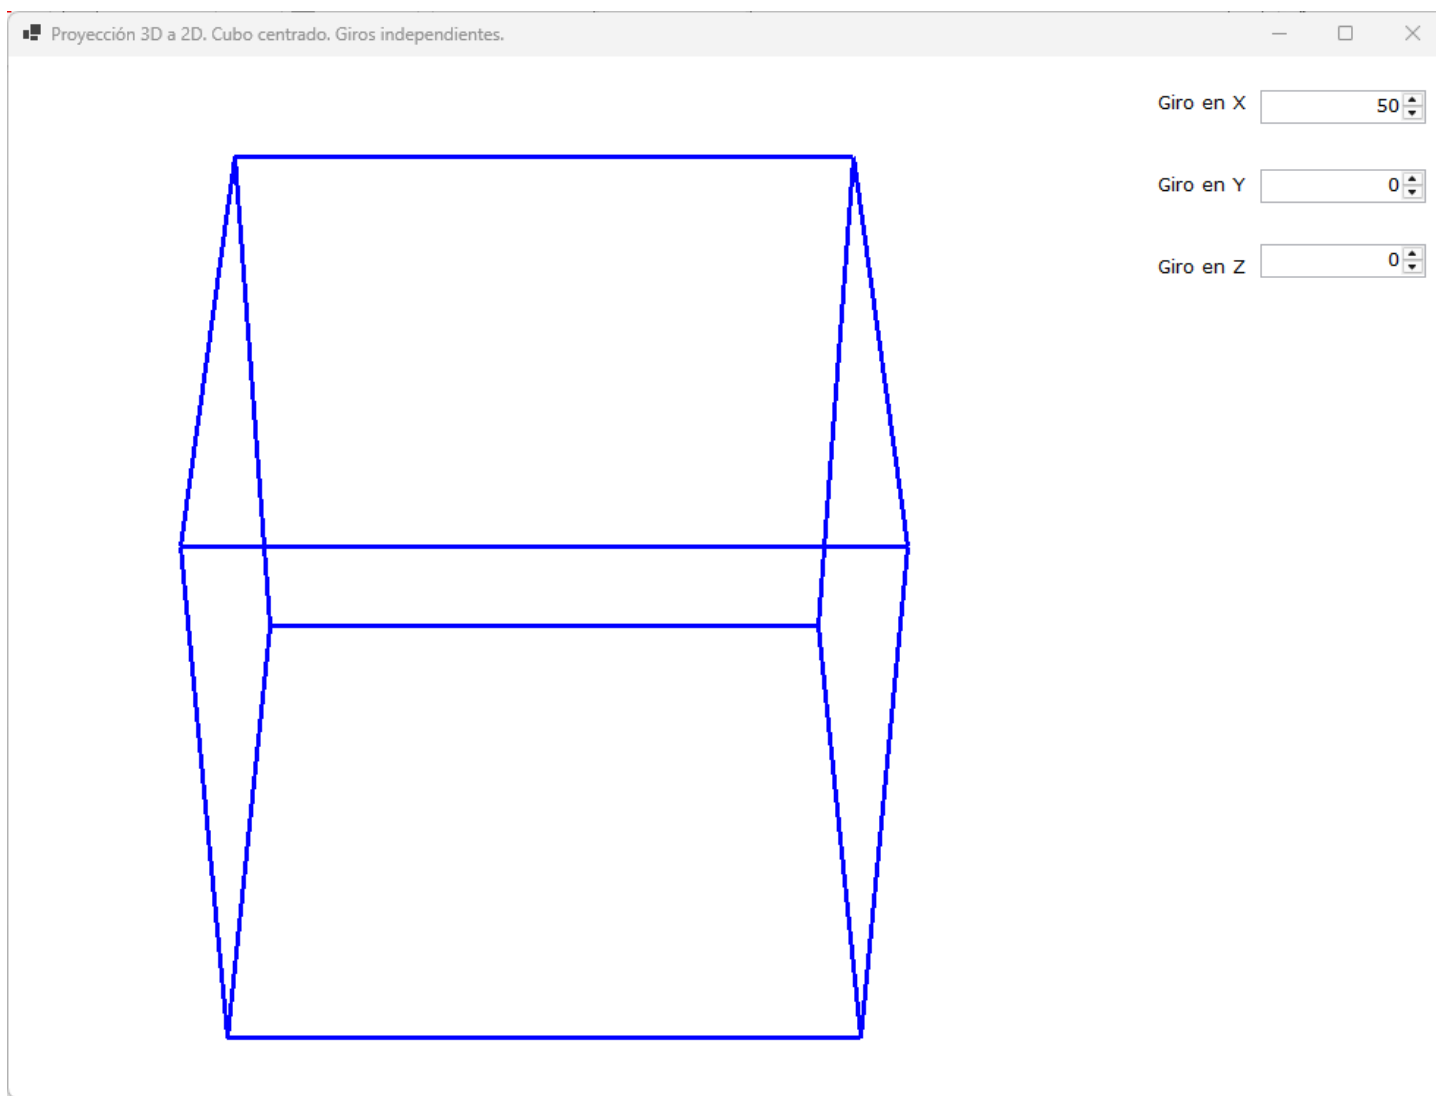 Proyección 3D a 2D. Cubo centrado. Giros independientes.
Giro en X 50
Giro en Y 0
Giro en Z 0